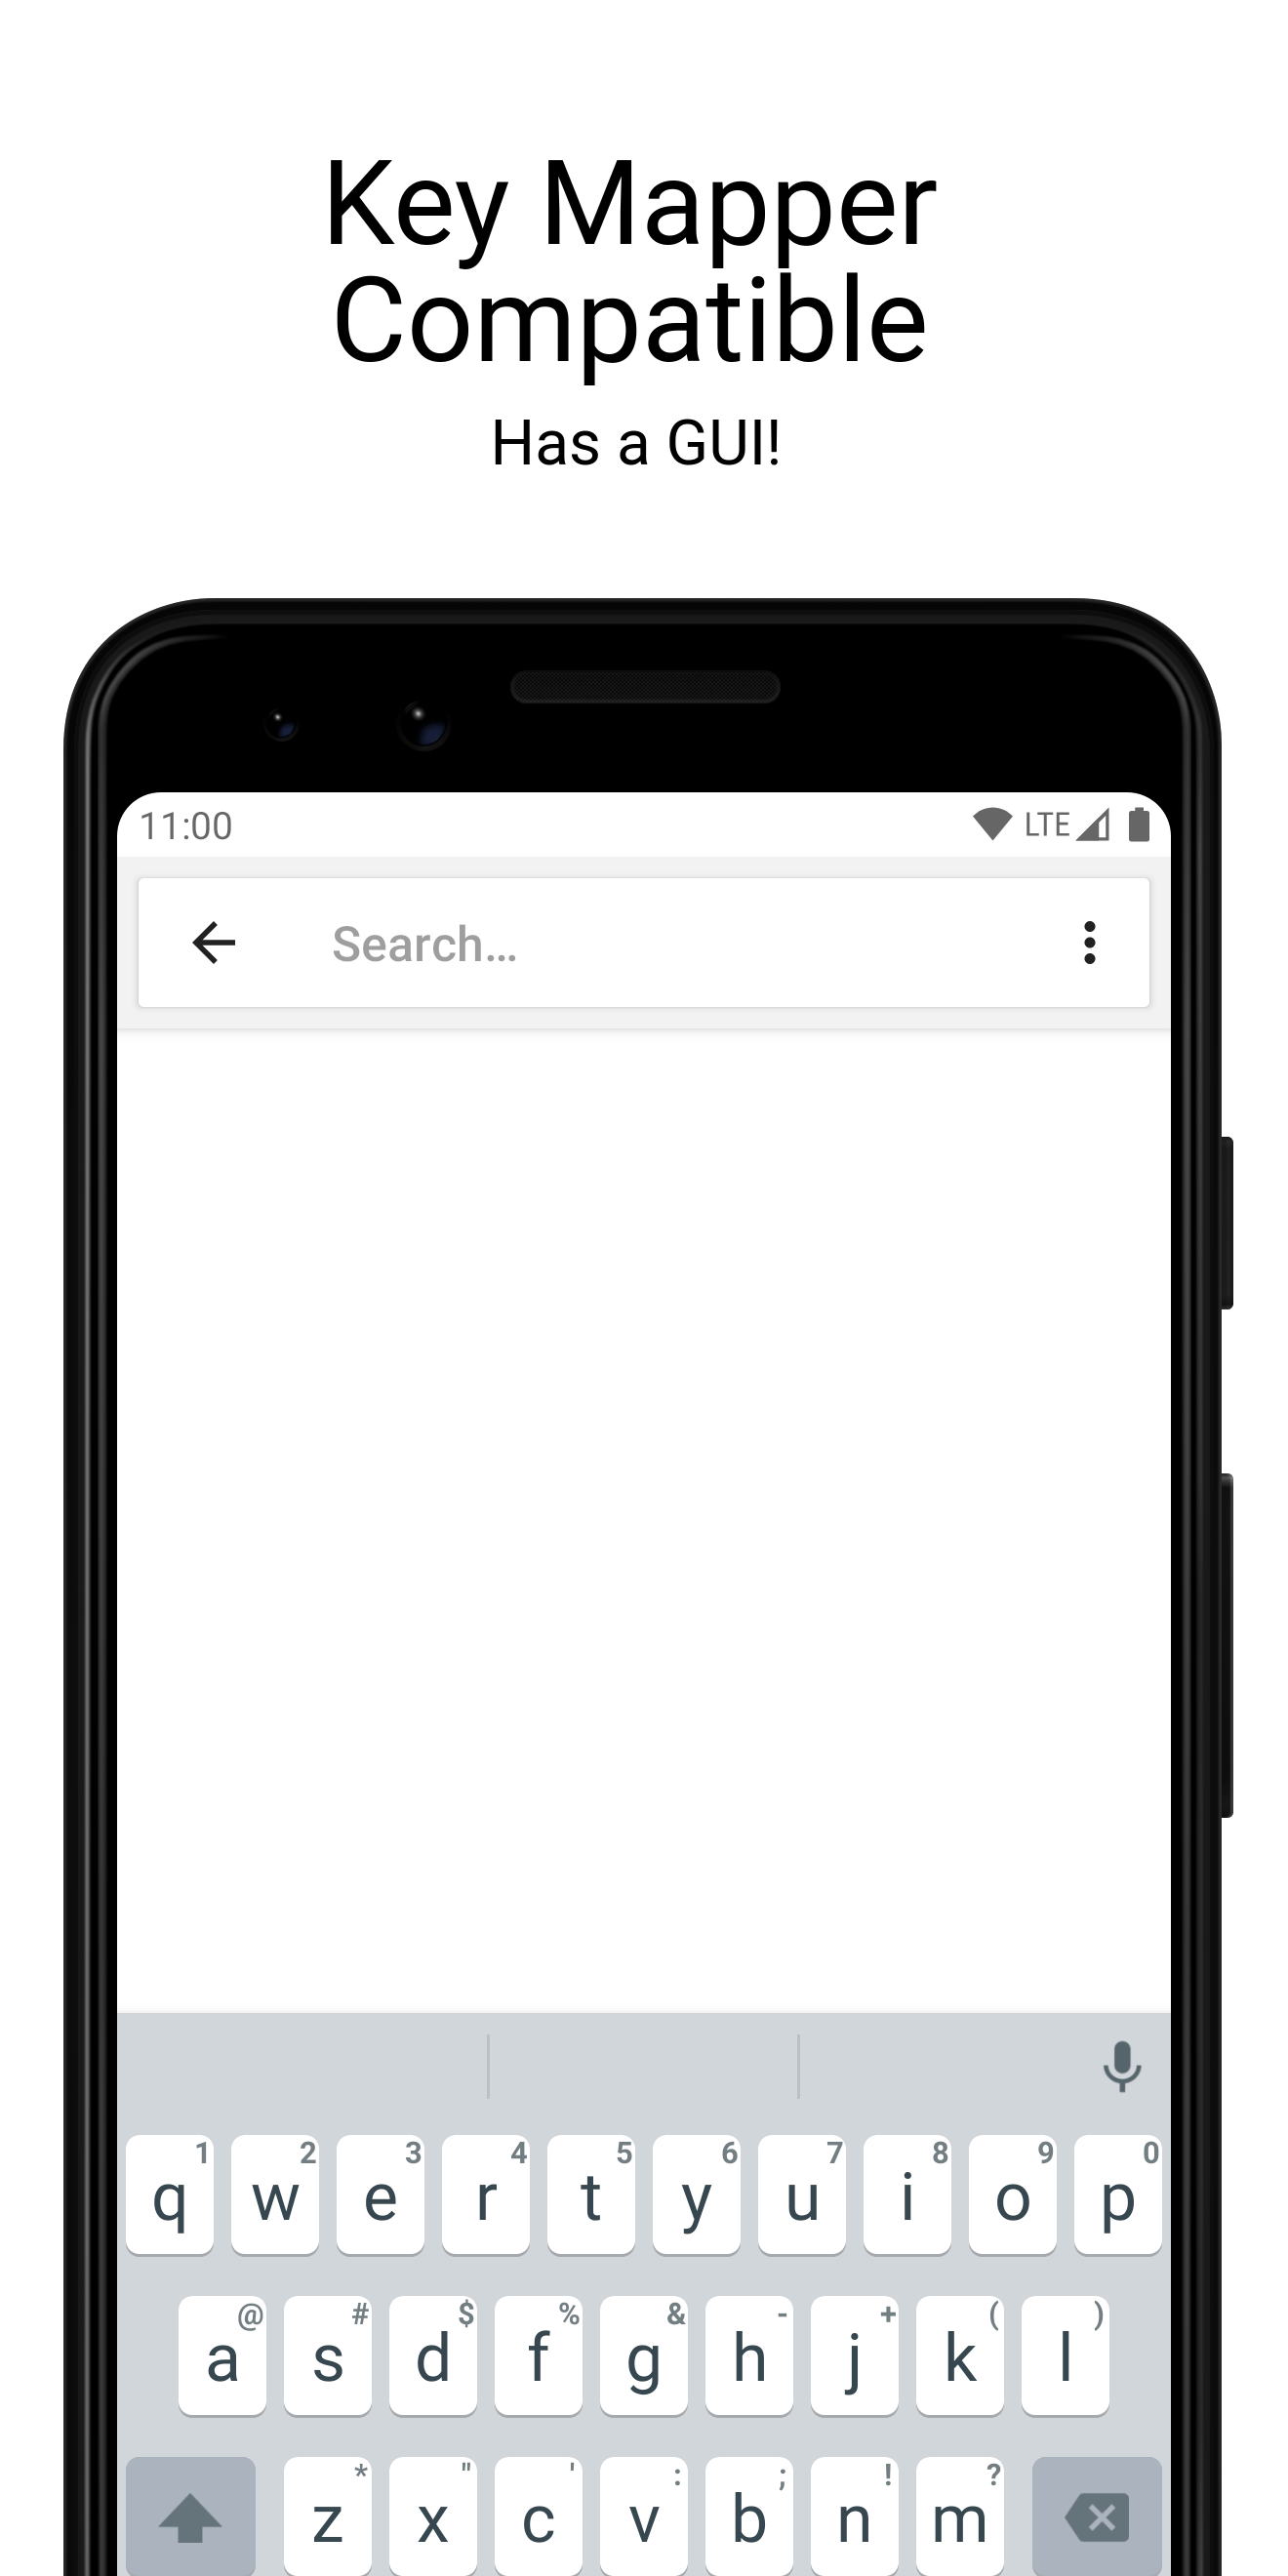 Key Mapper
Compatible
Has a GUI!
11:00 LTE
Search…
1 2 3 4 5 6 7 8 9 0
q w e r t y u i o p
@ # $ % & - + ( )
a s d f g h j k l
* " ' : ; ! ?
z x c v b n m